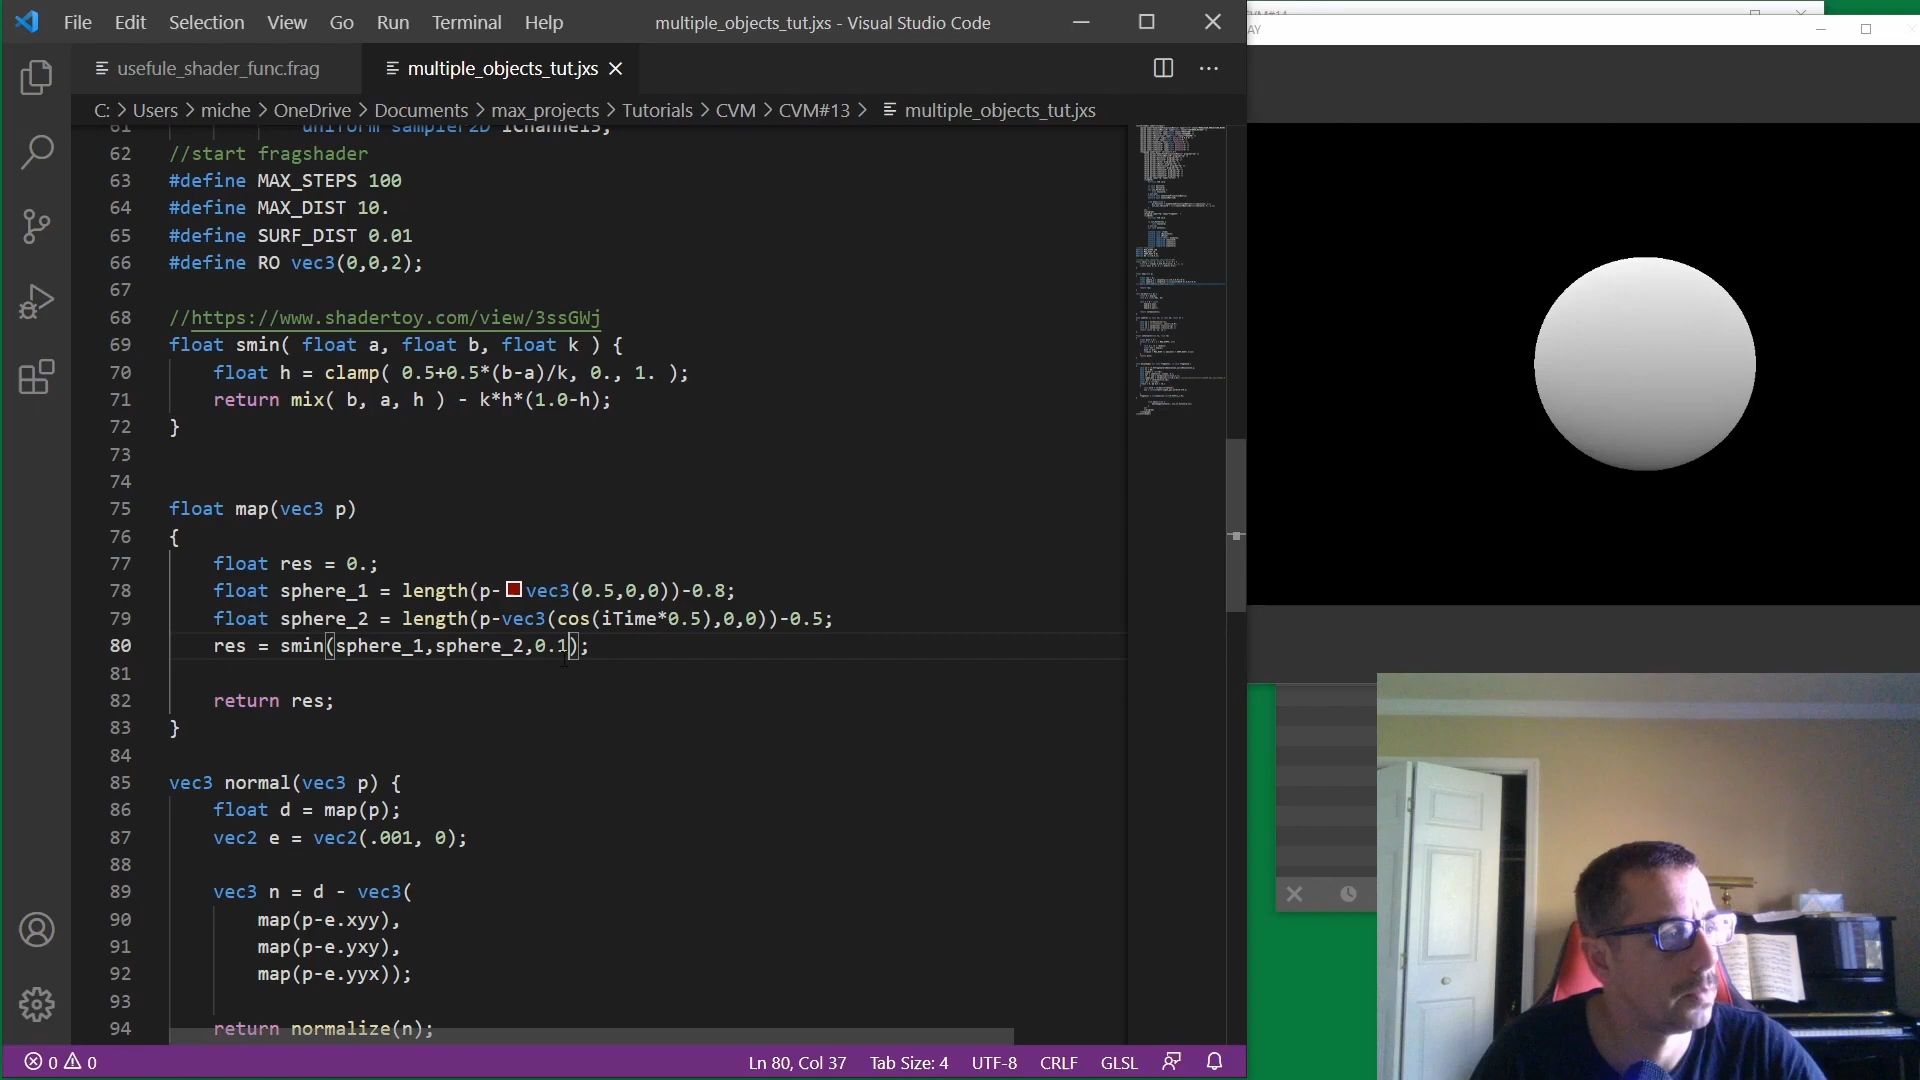 File Edit Selection View Go Run Terminal Help multiple_objects_tut.jxs - Visual Studio Code
usefule_shader_func.frag multiple_objects_tut.jxs
C: > Users > miche > OneDrive > Documents > max_projects > Tutorials > CVM > CVM#13 > multiple_objects_tut.jxs
61 uniform sampler2D iChannel3;
62 //start fragshader
63 #define MAX_STEPS 100
64 #define MAX_DIST 10.
65 #define SURF_DIST 0.01
66 #define RO vec3(0,0,2);
67
68 //https://www.shadertoy.com/view/3ssGWj
69 float smin( float a, float b, float k ) {
70 float h = clamp( 0.5+0.5*(b-a)/k, 0., 1. );
71 return mix( b, a, h ) - k*h*(1.0-h);
72 }
73
74
75 float map(vec3 p)
76 {
77 float res = 0.;
78 float sphere_1 = length(p-vec3(0.5,0,0))-0.8;
79 float sphere_2 = length(p-vec3(cos(iTime*0.5),0,0))-0.5;
80 res = smin(sphere_1,sphere_2,0.1);
81
82 return res;
83 }
84
85 vec3 normal(vec3 p) {
86 float d = map(p);
87 vec2 e = vec2(.001, 0);
88
89 vec3 n = d - vec3(
90 map(p-e.xyy),
91 map(p-e.yxy),
92 map(p-e.yyx));
93
94 return normalize(n);
0 0 Ln 80, Col 37 Tab Size: 4 UTF-8 CRLF GLSL